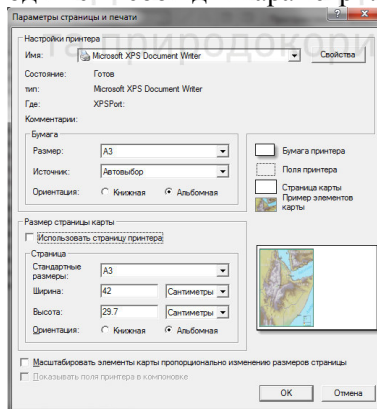 Параметры страницы и печати
Настройки принтера
Имя: Microsoft XPS Document Writer Свойства
Состояние: Готов
тип: Microsoft XPS Document Writer
Где: XPSPort:
Комментарии:
Бумага
Размер: A3
Источник: Автовыбор
Ориентация: Книжная Альбомная
Бумага принтера
Поля принтера
Страница карты
Пример элементов карты
Размер страницы карты
Использовать страницу принтера
Страница
Стандартные размеры: A3
Ширина: 42 Сантиметры
Высота: 29.7 Сантиметры
Ориентация: Книжная Альбомная
Масштабировать элементы карты пропорционально изменению размеров страницы
Показывать поля принтера в компоновке
OK Отмена